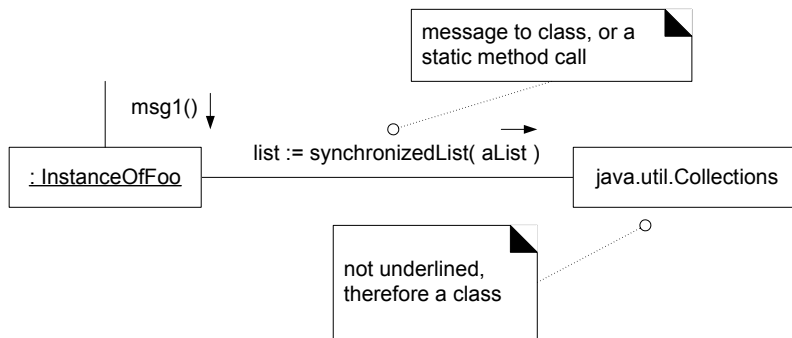 message to class, or a
static method call
msg1()
list := synchronizedList( aList )
: InstanceOfFoo
java.util.Collections
not underlined,
therefore a class